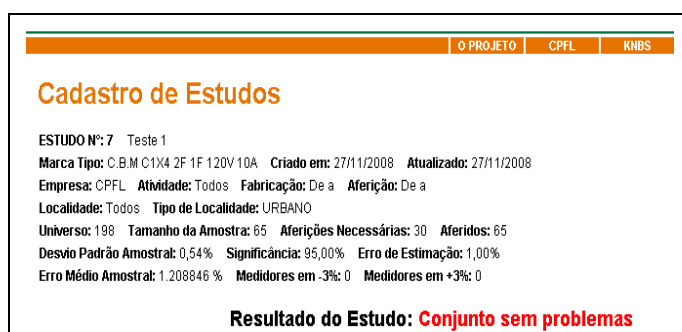 O PROJETO CPFL KNBS
Cadastro de Estudos
ESTUDO Nº: 7 Teste 1
Marca Tipo: C.B.M C1X4 2F 1F 120V 10A Criado em: 27/11/2008 Atualizado: 27/11/2008
Empresa: CPFL Atividade: Todos Fabricação: De a Aferição: De a
Localidade: Todos Tipo de Localidade: URBANO
Universo: 198 Tamanho da Amostra: 65 Aferições Necessárias: 30 Aferidos: 65
Desvio Padrão Amostral: 0,54% Significância: 95,00% Erro de Estimação: 1,00%
Erro Médio Amostral: 1.208846 % Medidores em -3%: 0 Medidores em +3%: 0
Resultado do Estudo: Conjunto sem problemas